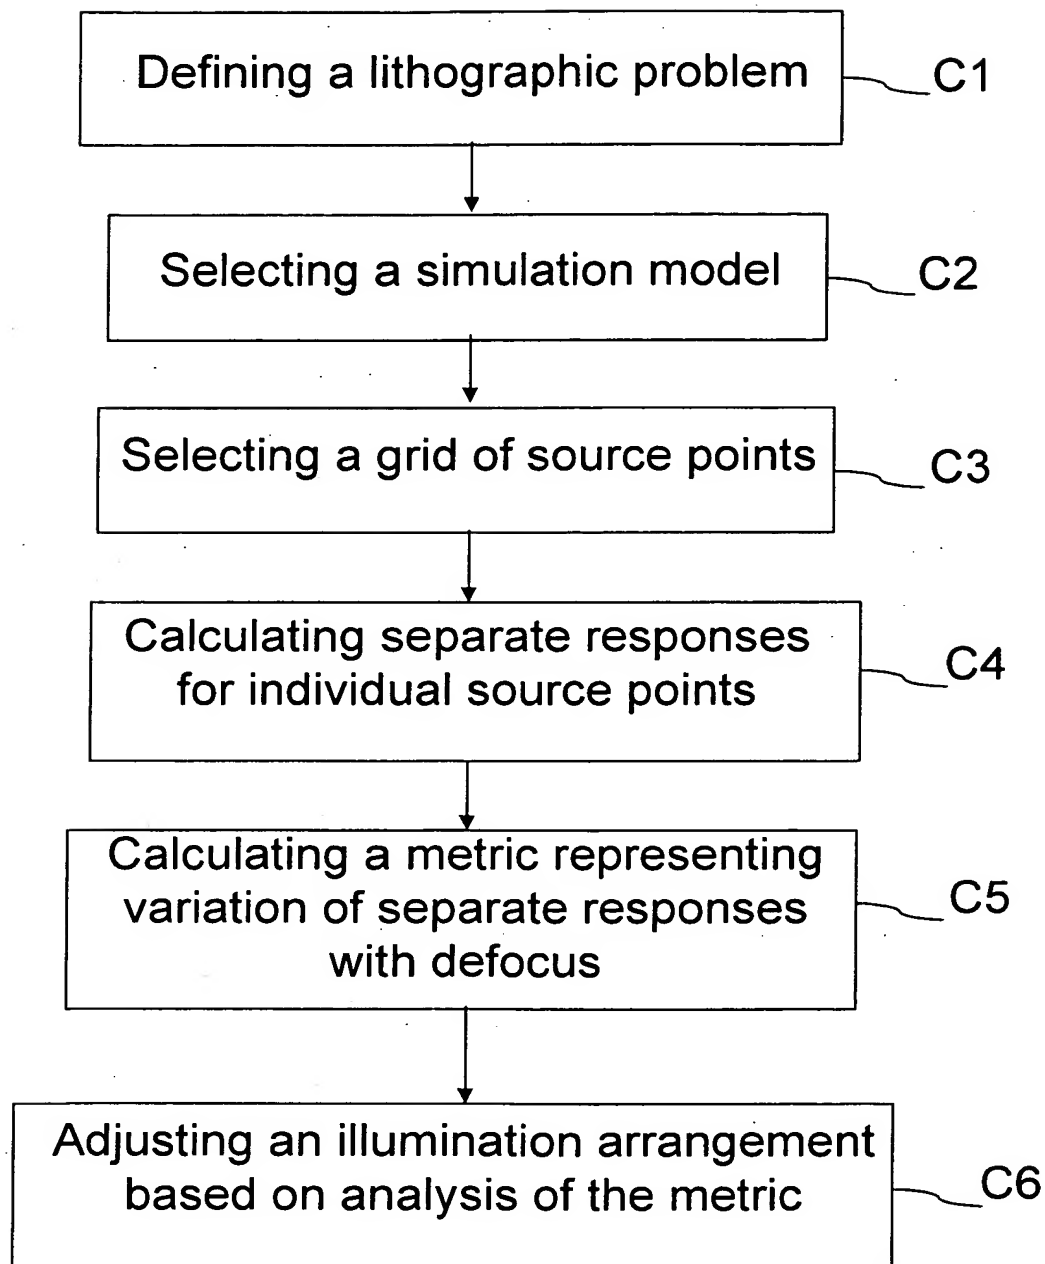 Defining a lithographic problem
C1
Selecting a simulation model
C2
Selecting a grid of source points
C3
Calculating separate responses
for individual source points
C4
Calculating a metric representing
variation of separate responses
with defocus
C5
Adjusting an illumination arrangement
based on analysis of the metric
C6